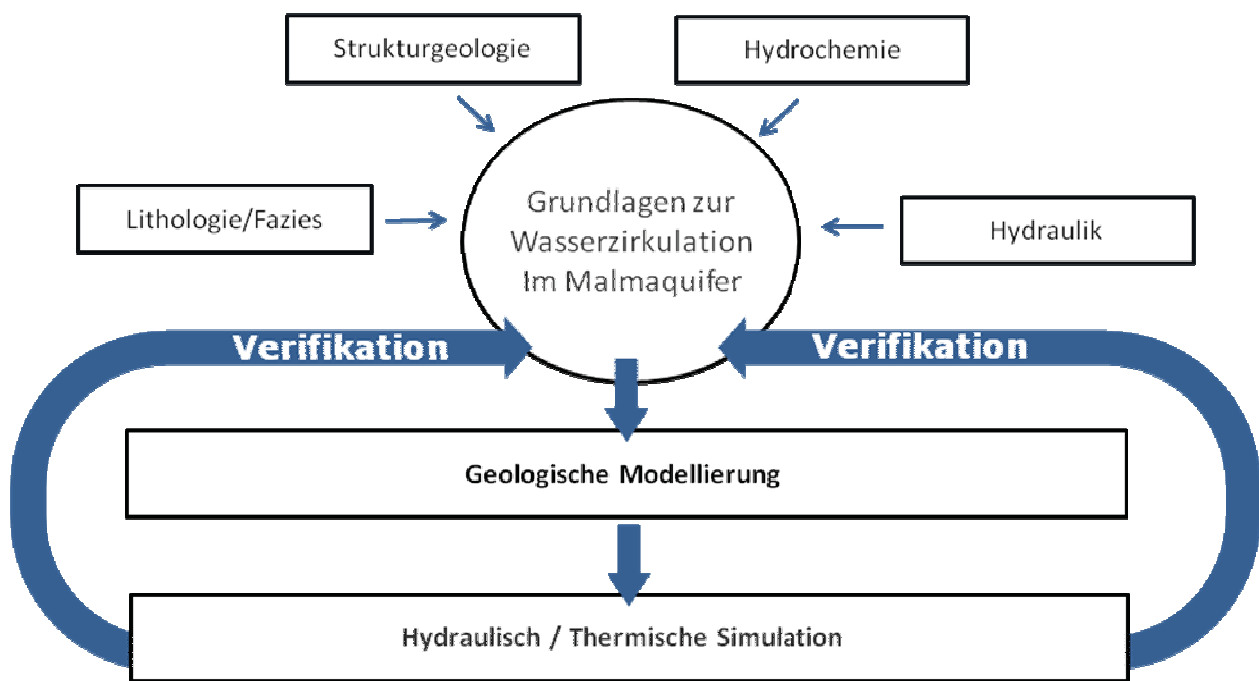 Strukturgeologie
Hydrochemie
Lithologie/Fazies
Grundlagen zur
Wasserzirkulation
Im Malmaquifer
Hydraulik
Verifikation
Verifikation
Geologische Modellierung
Hydraulisch / Thermische Simulation